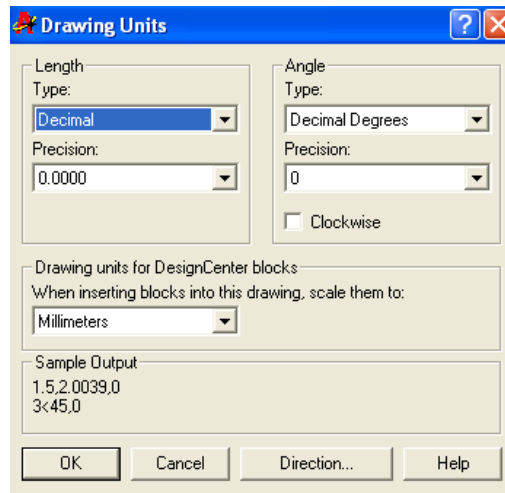 Drawing Units
Length
Type:
Decimal
Precision:
0.0000
Angle
Type:
Decimal Degrees
Precision:
0
Clockwise
Drawing units for DesignCenter blocks
When inserting blocks into this drawing, scale them to:
Millimeters
Sample Output
1.5,2.0039,0
3<45,0
OK Cancel Direction... Help